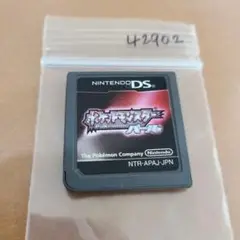 42902
NINTENDO DS
ポケットモンスター
パール
The Pokémon Company
Nintendo
NTR-APAJ-JPN